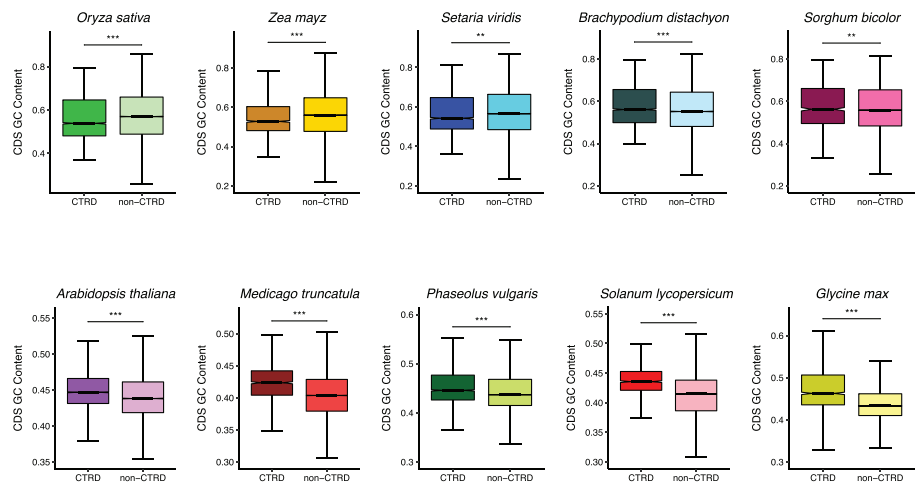 Oryza sativa
***
CDS GC Content
0.8
0.6
0.4
CTRD non−CTRD
Zea mayz
***
CDS GC Content
0.8
0.6
0.4
0.2
CTRD non−CTRD
Setaria viridis
**
CDS GC Content
0.8
0.6
0.4
0.2
CTRD non−CTRD
Brachypodium distachyon
***
CDS GC Content
0.8
0.6
0.4
0.2
CTRD non−CTRD
Sorghum bicolor
**
CDS GC Content
0.8
0.6
0.4
0.2
CTRD non−CTRD
Arabidopsis thaliana
***
CDS GC Content
0.55
0.50
0.45
0.40
0.35
CTRD non−CTRD
Medicago truncatula
***
CDS GC Content
0.50
0.45
0.40
0.35
0.30
CTRD non−CTRD
Phaseolus vulgaris
***
CDS GC Content
0.6
0.5
0.4
0.3
CTRD non−CTRD
Solanum lycopersicum
***
CDS GC Content
0.55
0.50
0.45
0.40
0.35
0.30
CTRD non−CTRD
Glycine max
***
CDS GC Content
0.6
0.5
0.4
0.3
CTRD non−CTRD